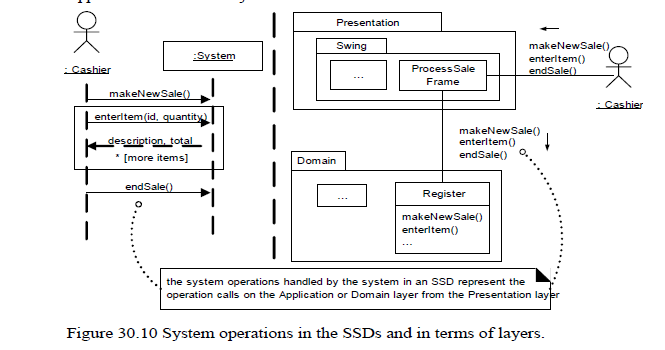 : Cashier
:System
makeNewSale()
enterItem(id, quantity)
description, total
* [more items]
endSale()
Presentation
Swing
...
ProcessSale
Frame
makeNewSale()
enterItem()
endSale()
: Cashier
makeNewSale()
enterItem()
endSale()
Domain
...
Register
makeNewSale()
enterItem()
...
the system operations handled by the system in an SSD represent the
operation calls on the Application or Domain layer from the Presentation layer
Figure 30.10 System operations in the SSDs and in terms of layers.